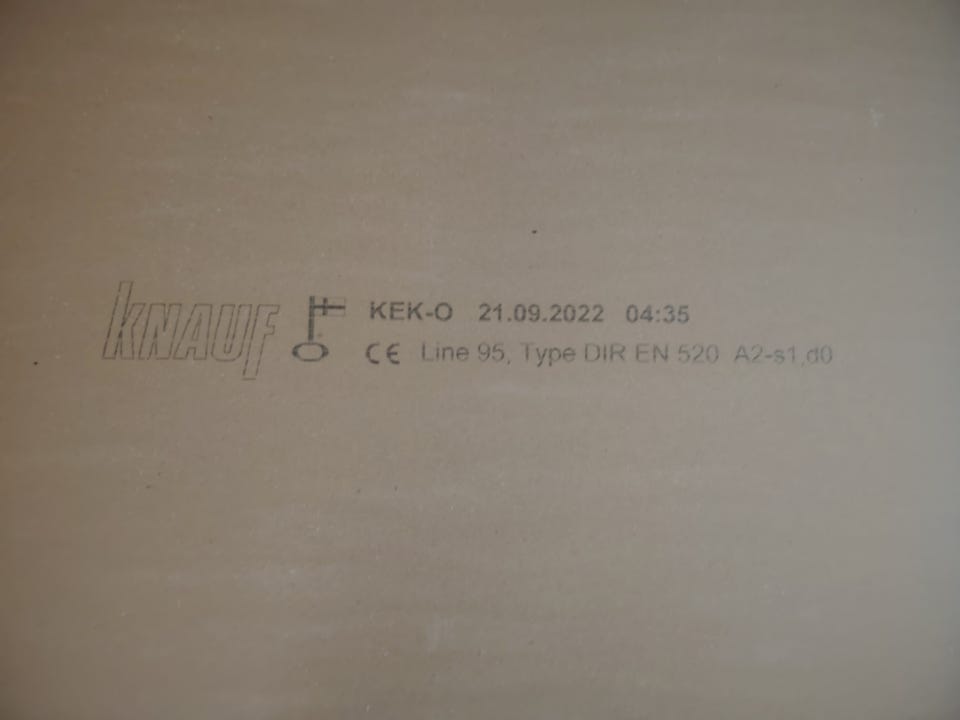 KNAUF KEK-O 21.09.2022 04:35
CE Line 95, Type DIR EN 520 A2-s1,d0